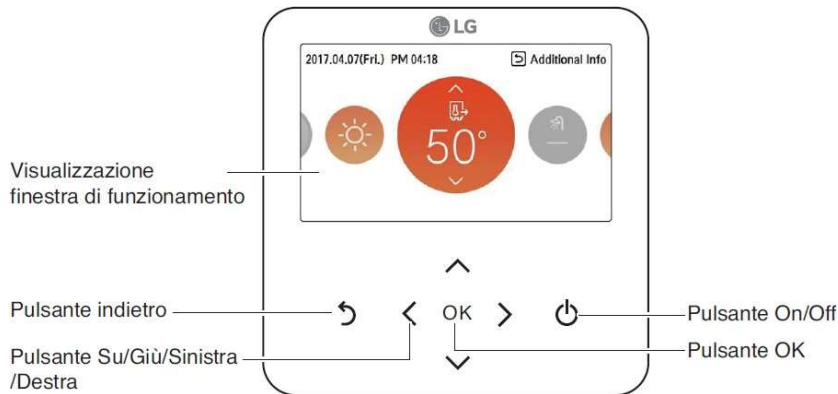 LG
2017.04.07(Fri.) PM 04:18
Additional Info
50°
Visualizzazione
finestra di funzionamento
Pulsante indietro
OK
Pulsante On/Off
Pulsante Su/Giù/Sinistra
/Destra
Pulsante OK